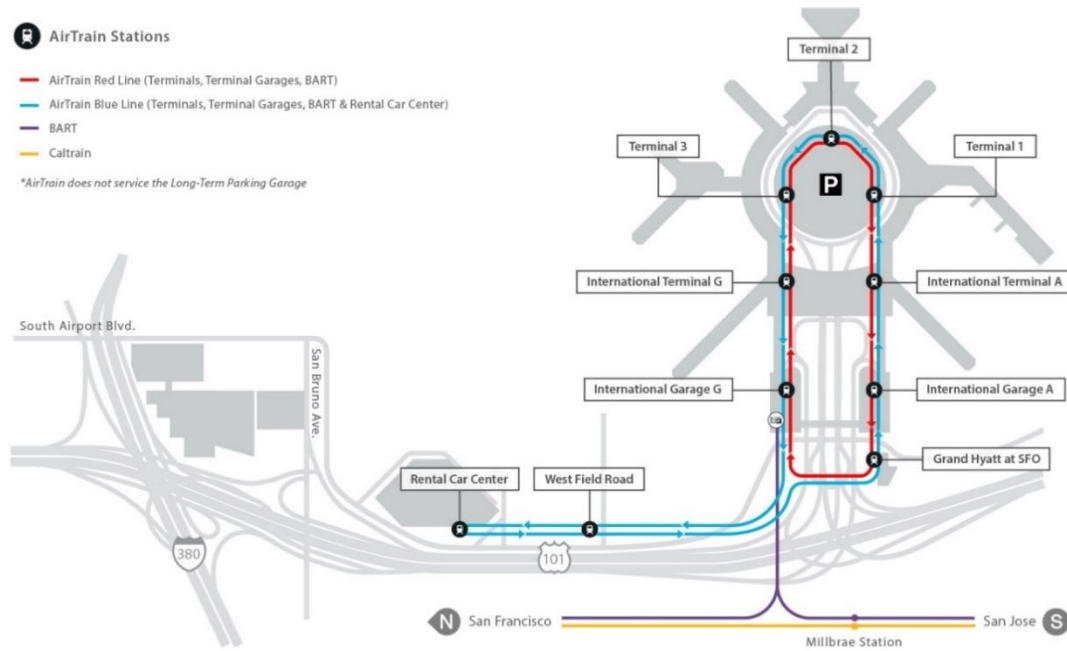 AirTrain Stations
AirTrain Red Line (Terminals, Terminal Garages, BART)
AirTrain Blue Line (Terminals, Terminal Garages, BART & Rental Car Center)
BART
Caltrain
*AirTrain does not service the Long-Term Parking Garage
Terminal 2
Terminal 3
Terminal 1
P
International Terminal G
International Terminal A
South Airport Blvd.
San Bruno Ave.
International Garage G
International Garage A
Grand Hyatt at SFO
Rental Car Center
West Field Road
380
101
N San Francisco
San Jose S
Millbrae Station